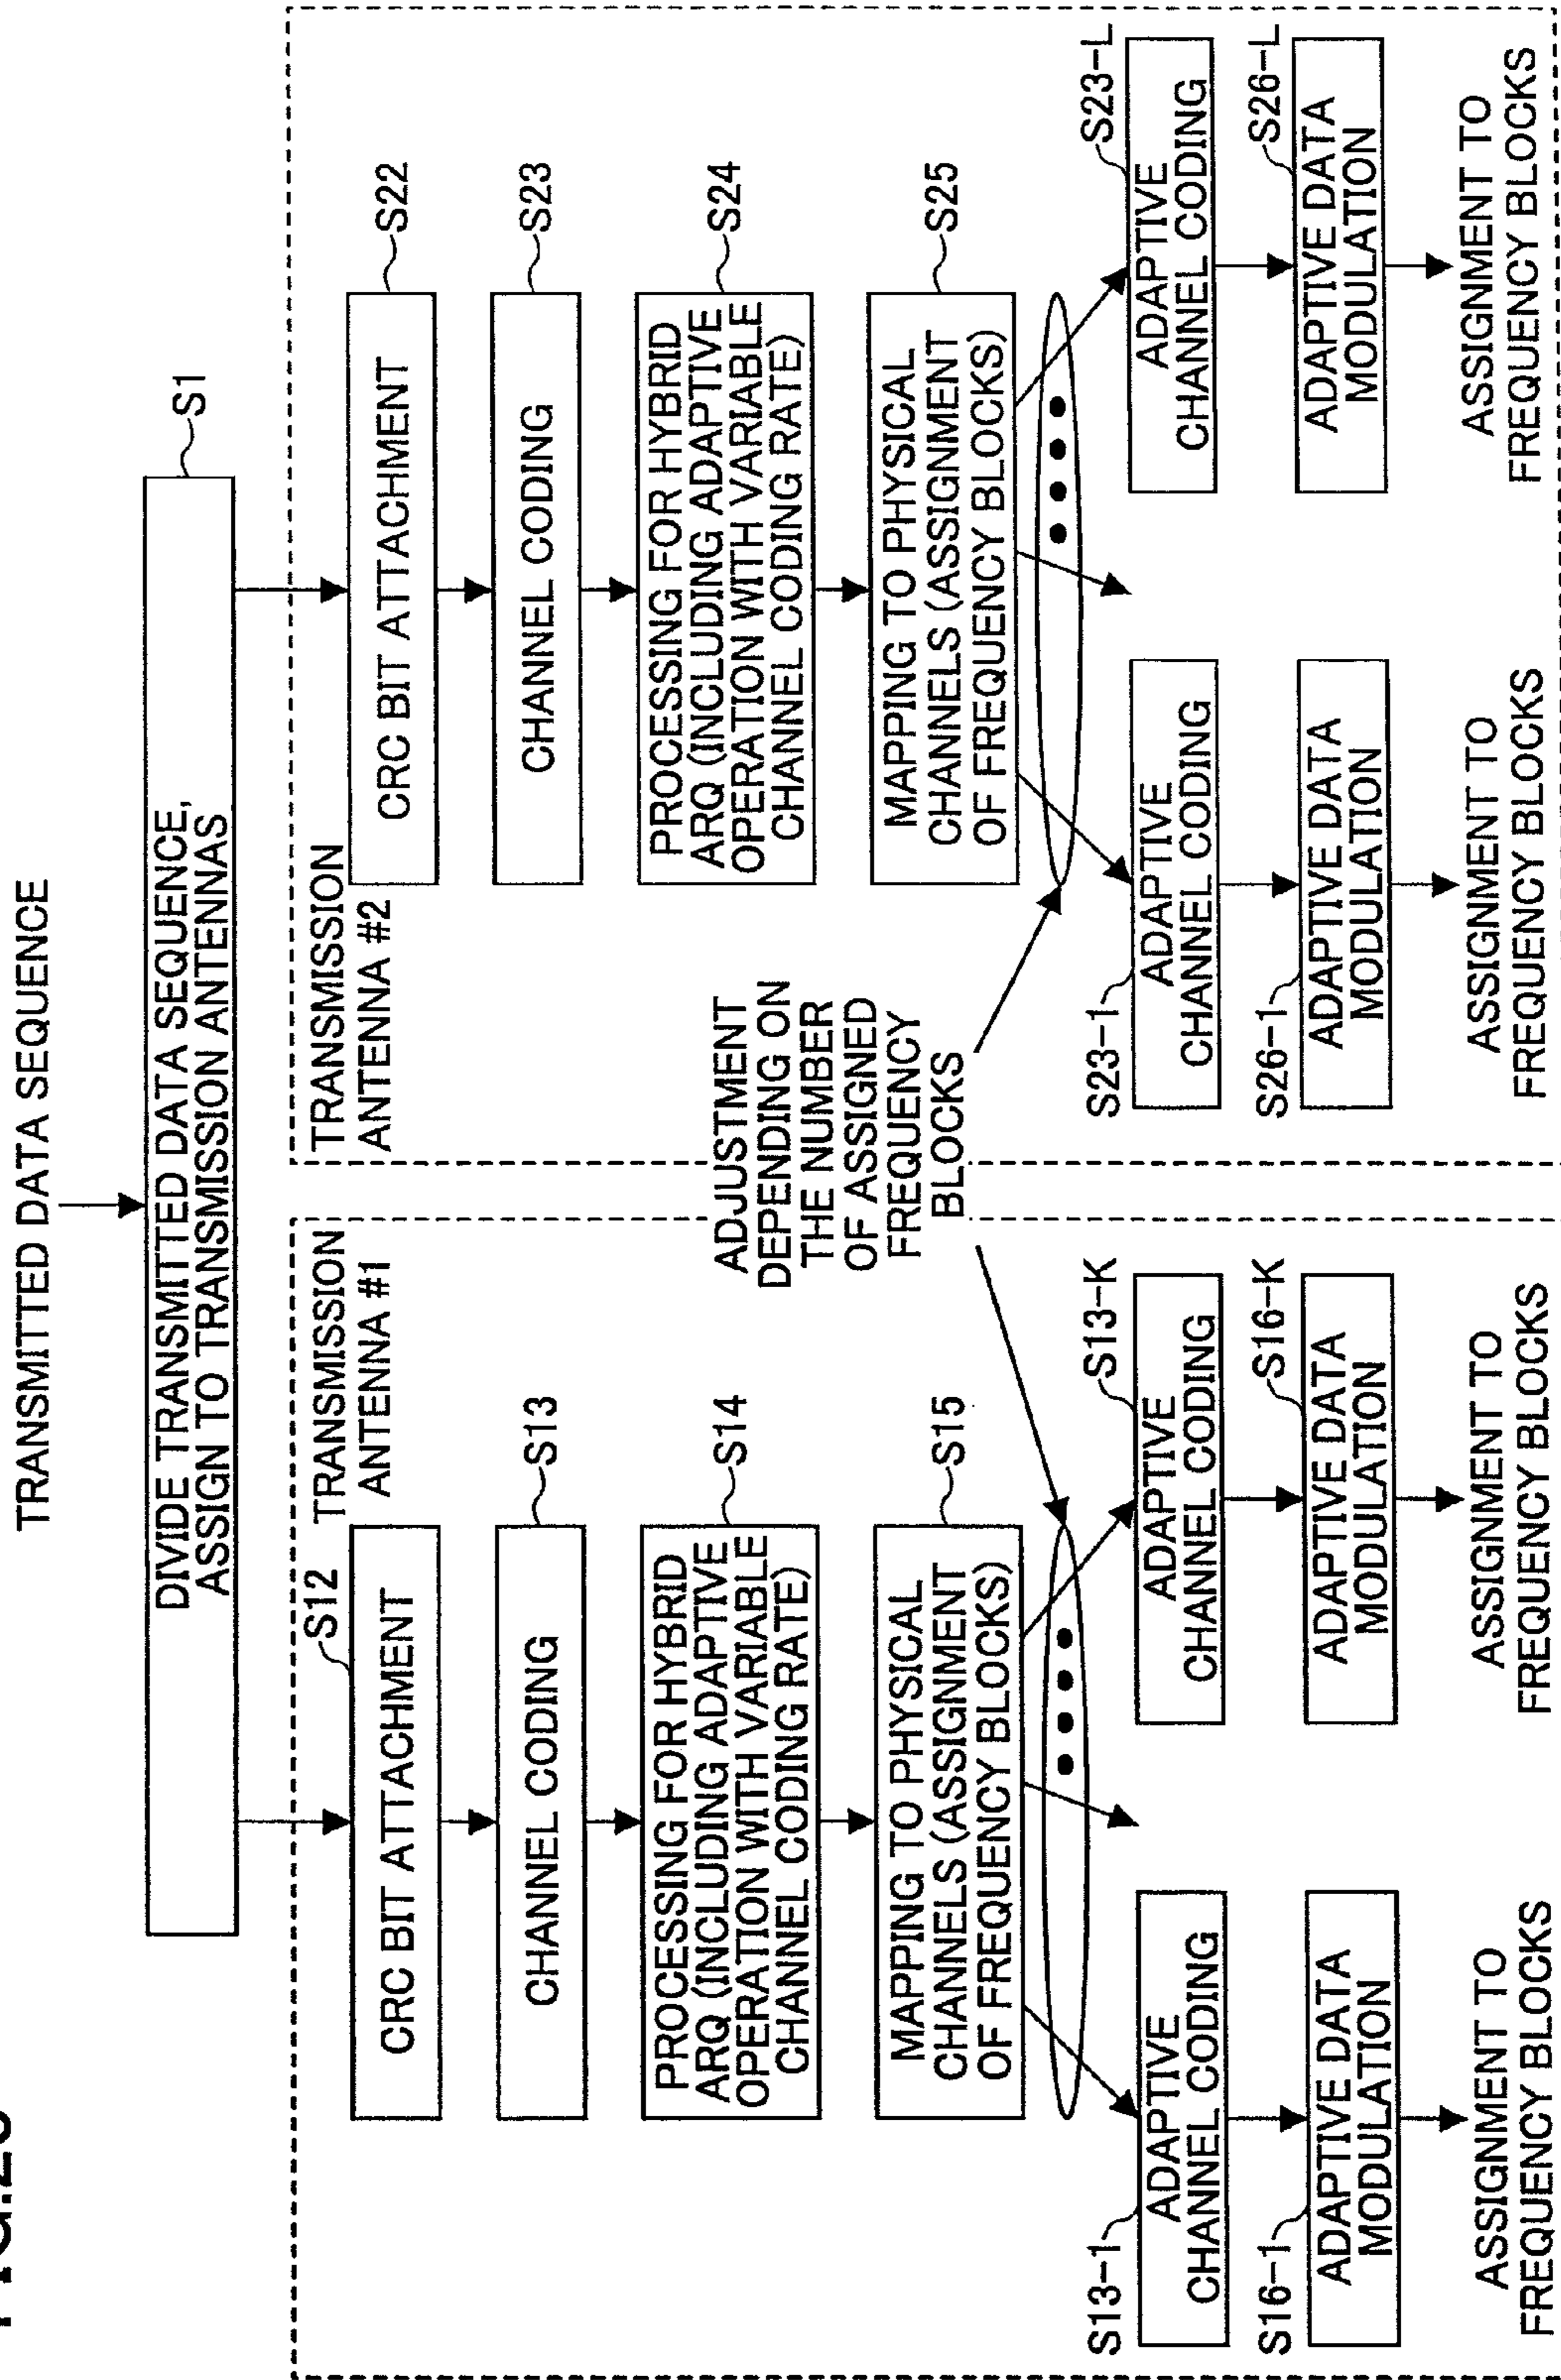 TRANSMITTED DATA SEQUENCE
DIVIDE TRANSMITTED DATA SEQUENCE,
ASSIGN TO TRANSMISSION ANTENNAS
S1
TRANSMISSION
ANTENNA #1
S12
CRC BIT ATTACHMENT
S13
CHANNEL CODING
S14
PROCESSING FOR HYBRID
ARQ (INCLUDING ADAPTIVE
OPERATION WITH VARIABLE
CHANNEL CODING RATE)
S15
MAPPING TO PHYSICAL
CHANNELS (ASSIGNMENT
OF FREQUENCY BLOCKS)
S13-1
ADAPTIVE
CHANNEL CODING
S16-1
ADAPTIVE DATA
MODULATION
ASSIGNMENT TO
FREQUENCY BLOCKS
S13-K
ADAPTIVE
CHANNEL CODING
S16-K
ADAPTIVE DATA
MODULATION
ASSIGNMENT TO
FREQUENCY BLOCKS
ADJUSTMENT
DEPENDING ON
THE NUMBER
OF ASSIGNED
FREQUENCY
BLOCKS
TRANSMISSION
ANTENNA #2
S22
CRC BIT ATTACHMENT
S23
CHANNEL CODING
S24
PROCESSING FOR HYBRID
ARQ (INCLUDING ADAPTIVE
OPERATION WITH VARIABLE
CHANNEL CODING RATE)
S25
MAPPING TO PHYSICAL
CHANNELS (ASSIGNMENT
OF FREQUENCY BLOCKS)
S23-1
ADAPTIVE
CHANNEL CODING
S26-1
ADAPTIVE DATA
MODULATION
ASSIGNMENT TO
FREQUENCY BLOCKS
S23-L
ADAPTIVE
CHANNEL CODING
S26-L
ADAPTIVE DATA
MODULATION
ASSIGNMENT TO
FREQUENCY BLOCKS